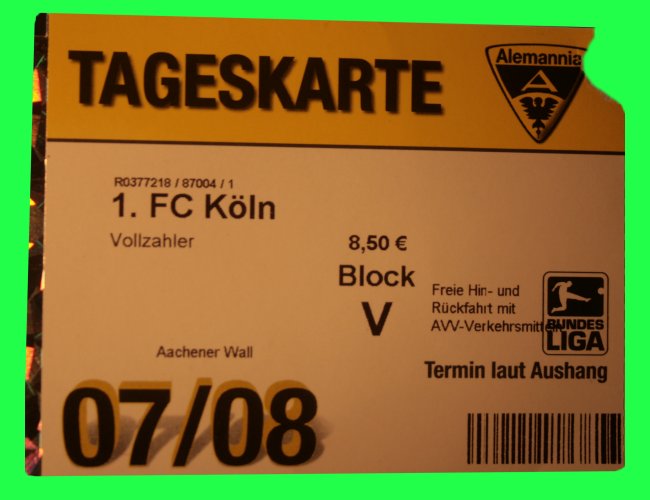 TAGESKARTE
Alemannia
A
R0377218 / 87004 / 1
1. FC Köln
Vollzahler
8,50 €
Block
V
Freie Hin- und
Rückfahrt mit
AVV-Verkehrsmitteln
BUNDES
LIGA
Aachener Wall
Termin laut Aushang
07/08